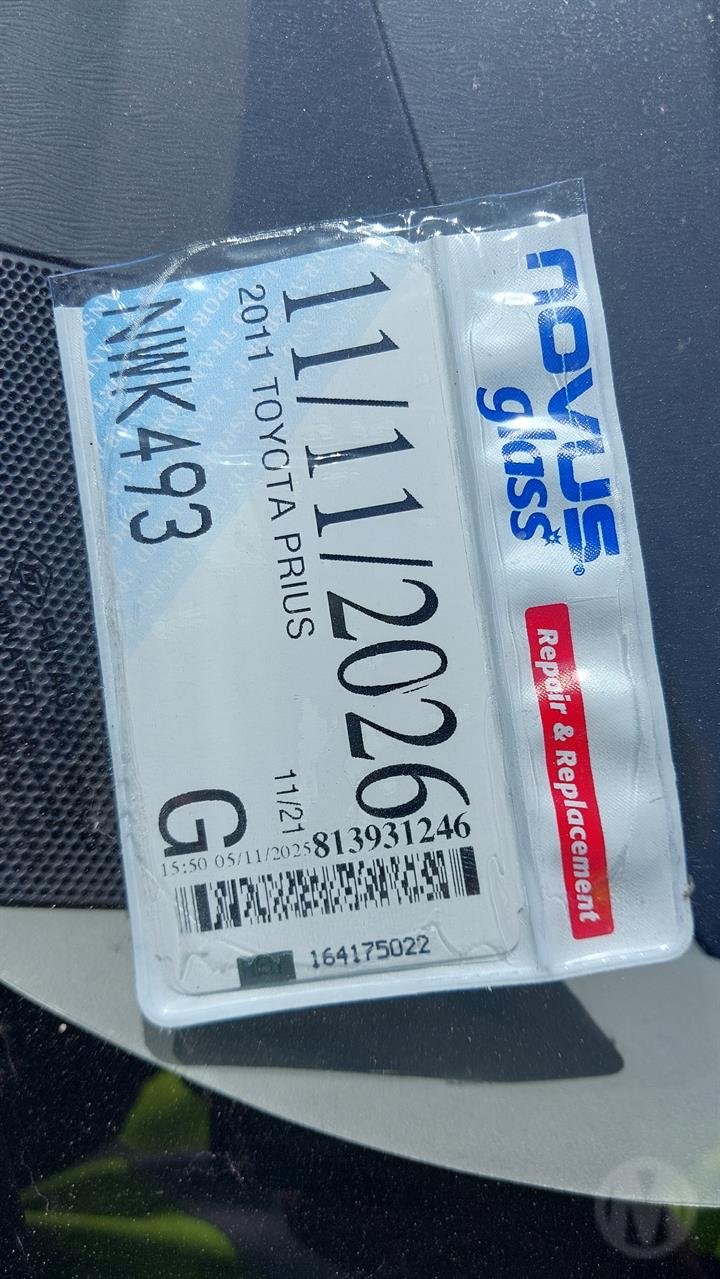 novus
glass
®
Repair & Replacement
11/11/2026
2011 TOYOTA PRIUS
11/21
NWK493
G
15:50 05/11/2025
813931246
164175022